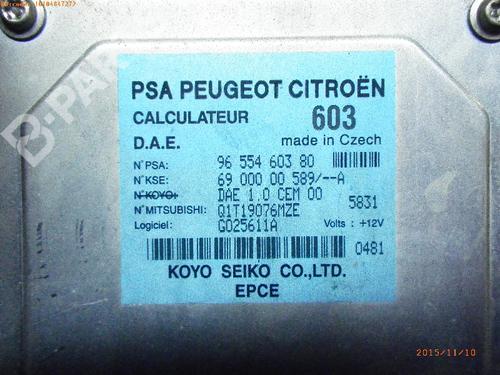 PSA PEUGEOT CITROËN
CALCULATEUR 603
D.A.E. made in Czech
N°PSA: 96 554 603 80
N°KSE: 69 000 00 589/--A
N°KOYO: DAE 1.0 CEM 00 5831
N°MITSUBISHI: Q1T19076MZE
Logiciel: G025611A Volts : +12V
0481
KOYO SEIKO CO.,LTD.
EPCE
B-PAR
2015/11/10